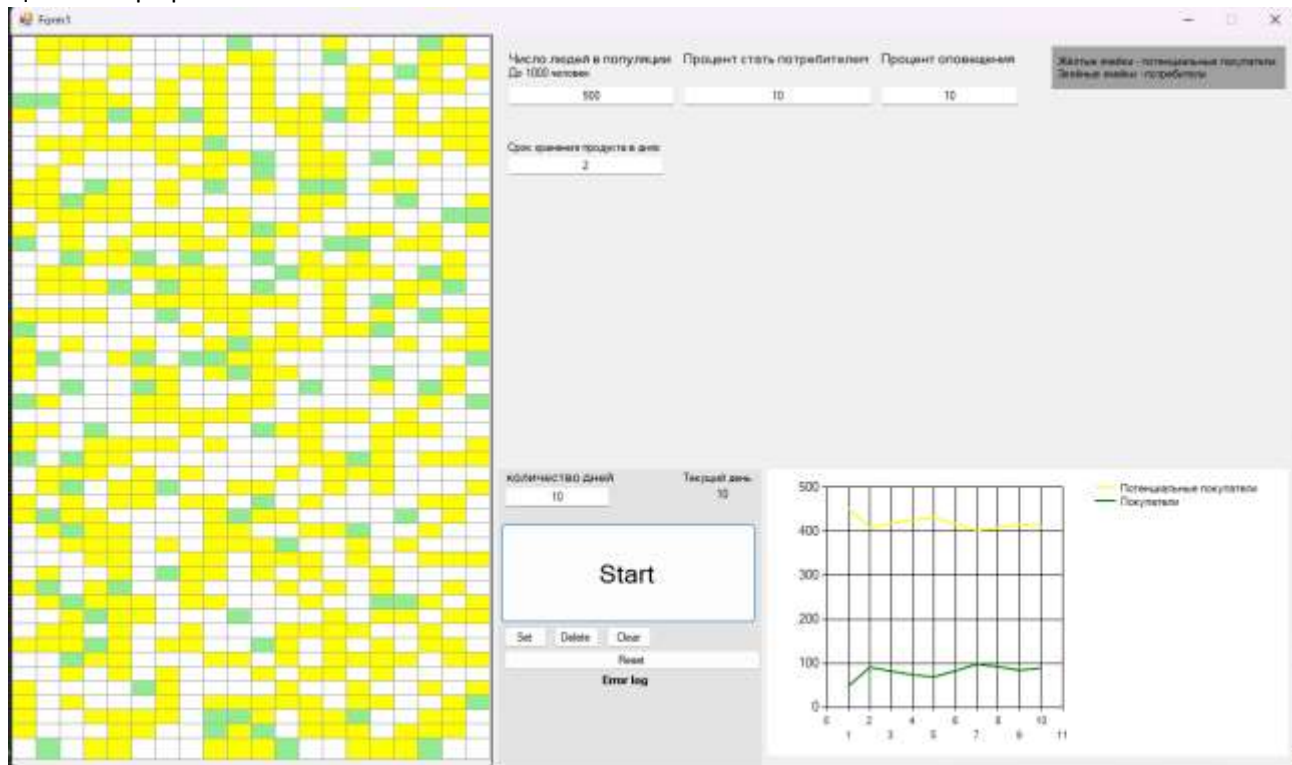 Form1
Число людей в популяции
До 1000 человек
500
Процент стать потребителем
10
Процент оповещения
10
Жёлтые ячейки - потенциальные покупатели
Зелёные ячейки - потребители
Срок хранения продукта в днях
2
количество дней
10
Текущий день
10
Start
Set Delete Clear
Reset
Error log
500
400
300
200
100
0
0 2 4 6 8 10
1 3 5 7 9 11
Потенциальные покупатели
Покупатели